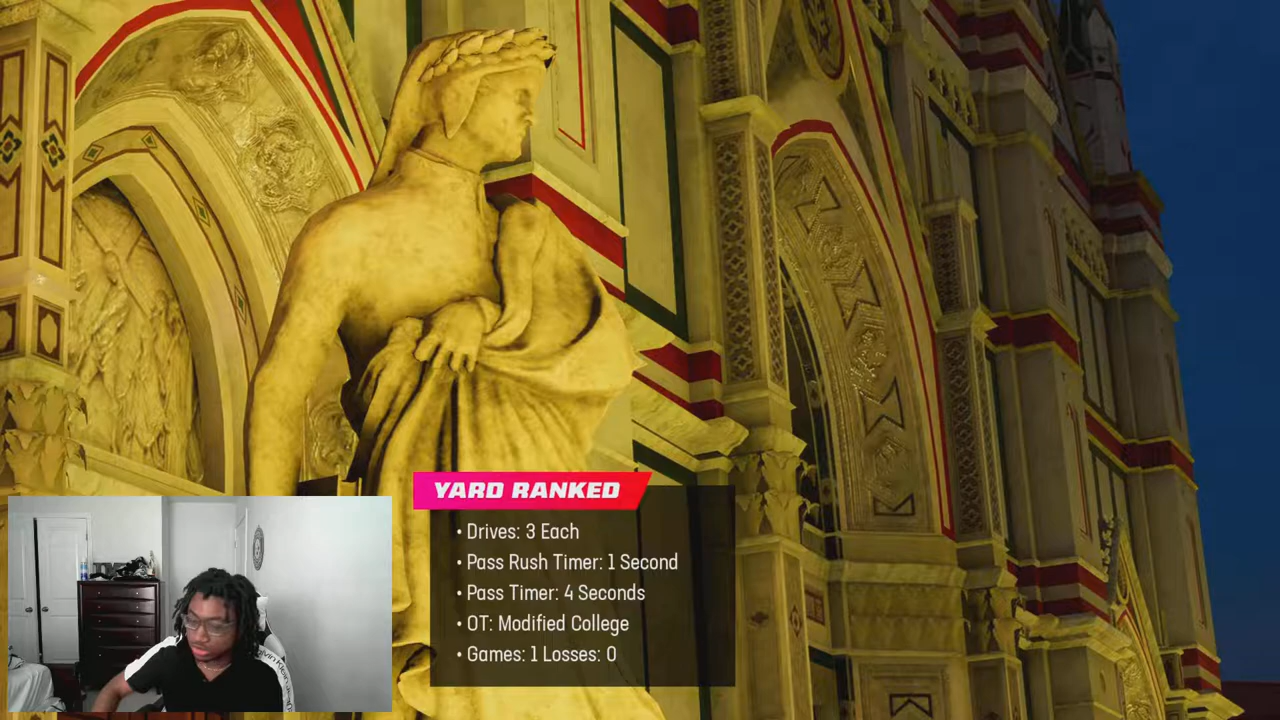 YARD RANKED
• Drives: 3 Each
• Pass Rush Timer: 1 Second
• Pass Timer: 4 Seconds
• OT: Modified College
• Games: 1 Losses: 0